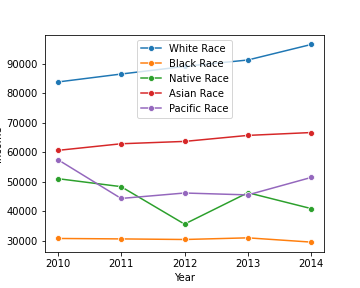 White Race
Black Race
Native Race
Asian Race
Pacific Race
90000
80000
70000
60000
50000
40000
30000
2010
2011
2012
2013
2014
Year